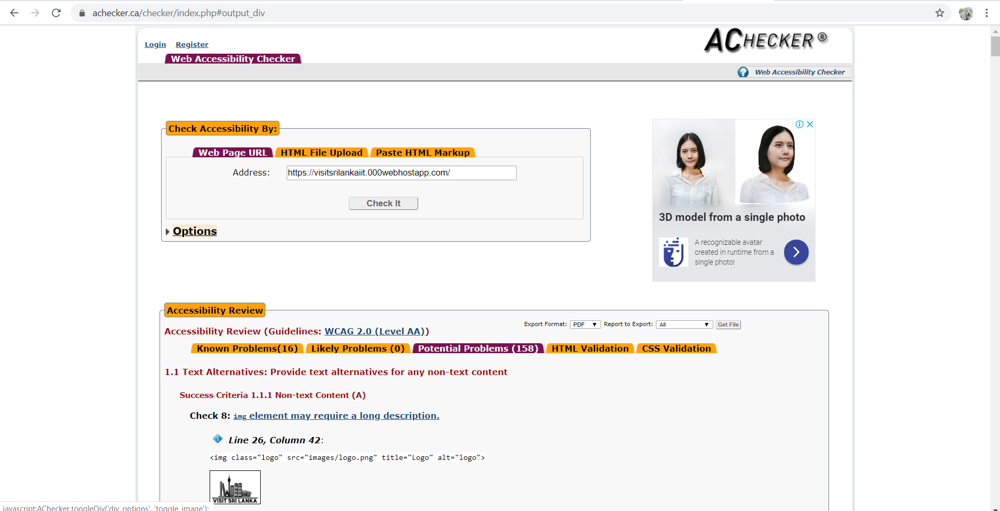 achecker.ca/checker/index.php#output_div
Login Register
ACHECKER ®
Web Accessibility Checker
Web Accessibility Checker
Check Accessibility By:
Web Page URL HTML File Upload Paste HTML Markup
Address: https://visitsrilankaiit.000webhostapp.com/
Check It
Options
3D model from a single photo
A recognizable avatar
created in runtime from a
single photo!
Accessibility Review
Export Format: PDF Report to Export: All Get File
Accessibility Review (Guidelines: WCAG 2.0 (Level AA))
Known Problems(16) Likely Problems (0) Potential Problems (158) HTML Validation CSS Validation
1.1 Text Alternatives: Provide text alternatives for any non-text content
Success Criteria 1.1.1 Non-text Content (A)
Check 8: img element may require a long description.
Line 26, Column 42:
<img class="logo" src="images/logo.png" title="Logo" alt="logo">
VISIT SRI LANKA
javascript:AChecker.toggleDiv('div_options', 'toggle_image');